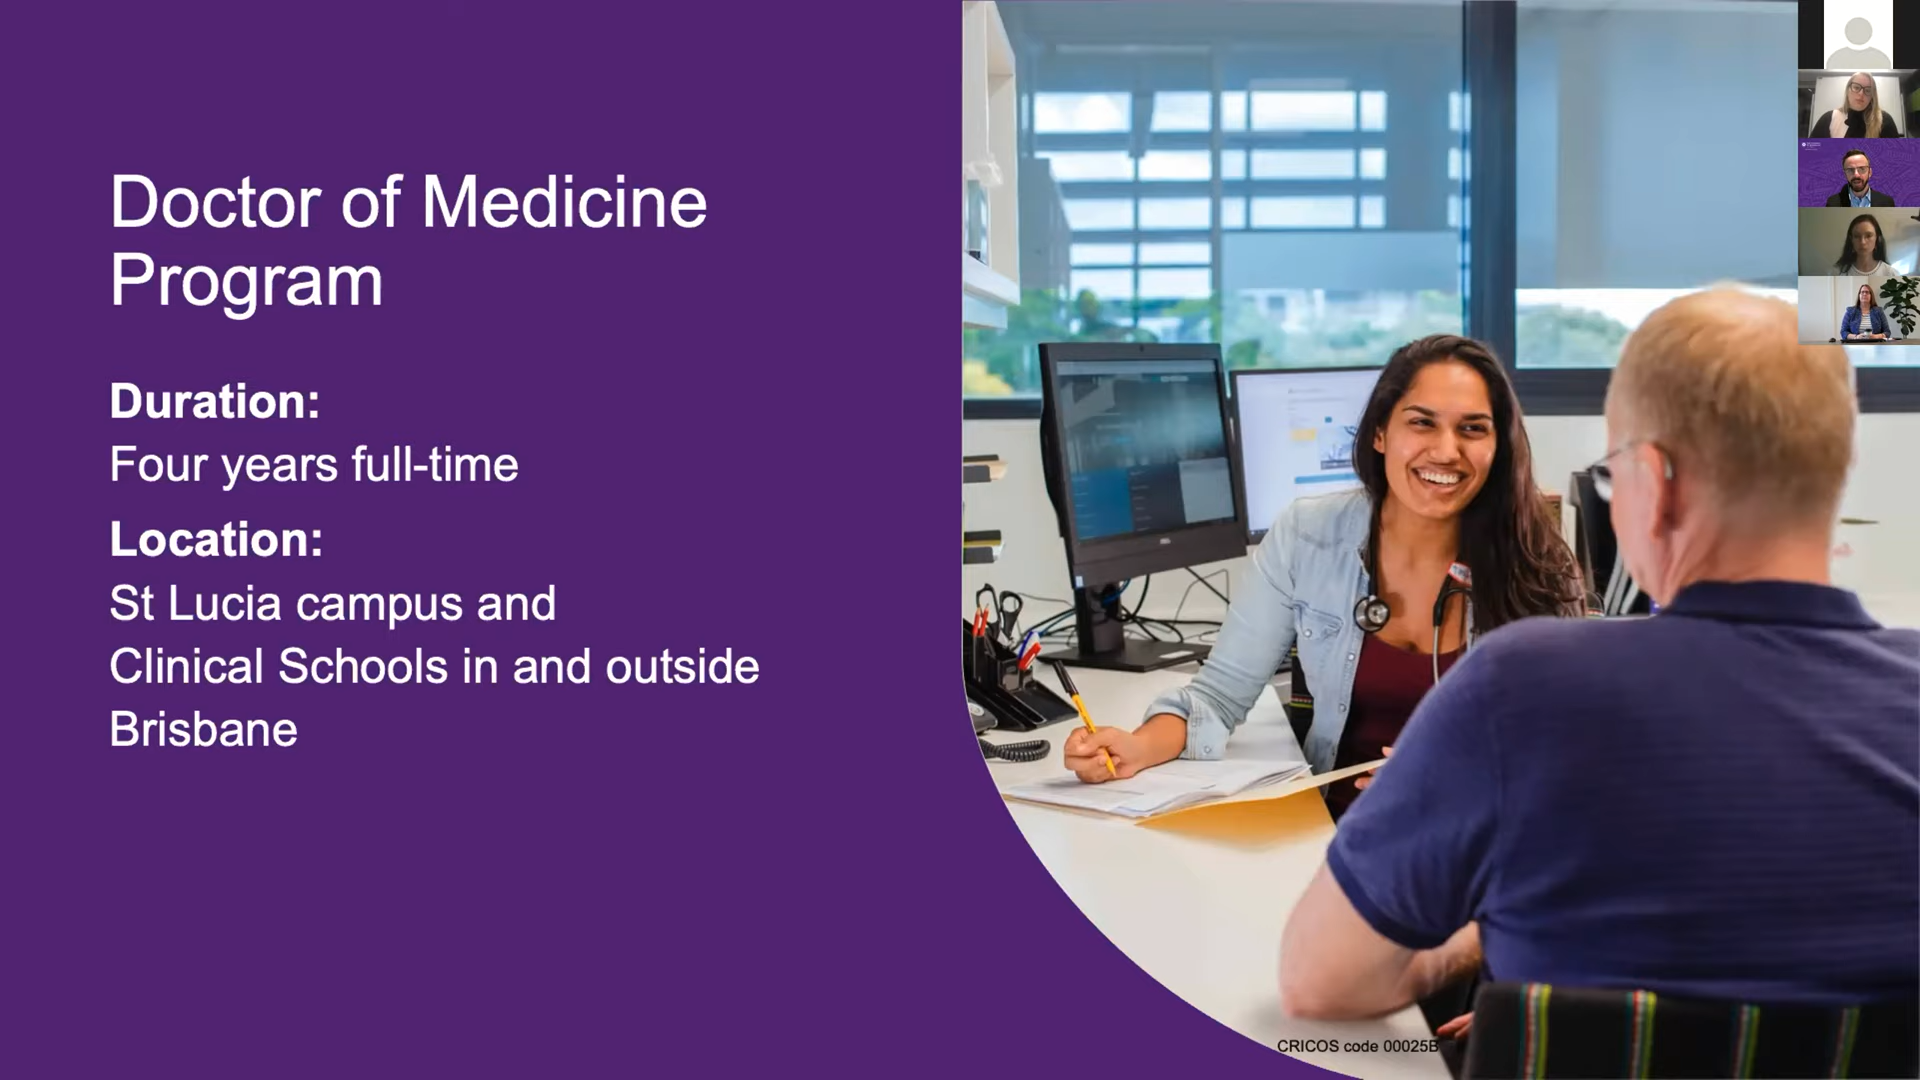 Doctor of Medicine
Program
Duration:
Four years full-time
Location:
St Lucia campus and
Clinical Schools in and outside
Brisbane
CRICOS code 00025B